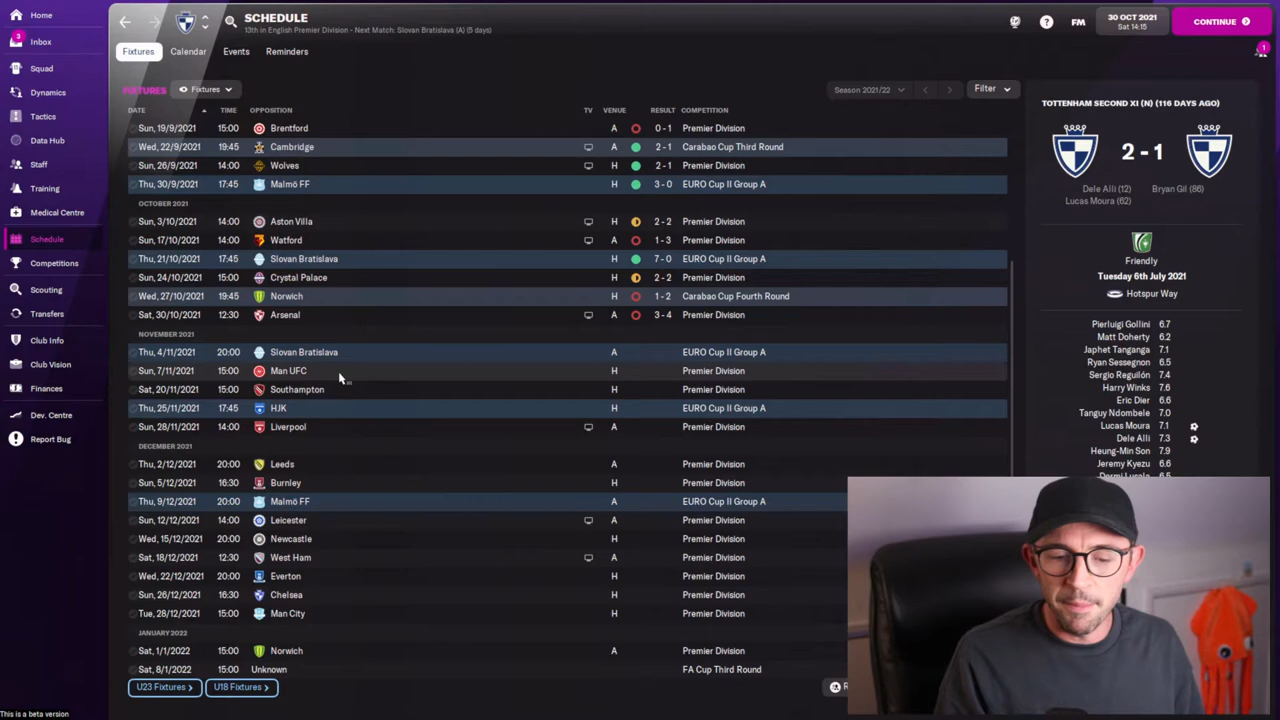 Home
SCHEDULE
13th in English Premier Division - Next Match: Slovan Bratislava (A) (5 days)
FM
30 OCT 2021
Sat 14:15
CONTINUE
3
Inbox
Fixtures
Calendar
Events
Reminders
1
Squad
Dynamics
Tactics
Data Hub
Staff
Training
Medical Centre
Schedule
Competitions
Scouting
Transfers
Club Info
Club Vision
Finances
Dev. Centre
Report Bug
FIXTURES
Fixtures
Season 2021/22
Filter
DATE TIME OPPOSITION TV VENUE RESULT COMPETITION
Sun, 19/9/2021 15:00 Brentford A 0 - 1 Premier Division
Wed, 22/9/2021 19:45 Cambridge A 2 - 1 Carabao Cup Third Round
Sun, 26/9/2021 14:00 Wolves H 2 - 1 Premier Division
Thu, 30/9/2021 17:45 Malmö FF H 3 - 0 EURO Cup II Group A
OCTOBER 2021
Sun, 3/10/2021 14:00 Aston Villa H 2 - 2 Premier Division
Sun, 17/10/2021 14:00 Watford A 1 - 3 Premier Division
Thu, 21/10/2021 17:45 Slovan Bratislava H 7 - 0 EURO Cup II Group A
Sun, 24/10/2021 15:00 Crystal Palace H 2 - 2 Premier Division
Wed, 27/10/2021 19:45 Norwich H 1 - 2 Carabao Cup Fourth Round
Sat, 30/10/2021 12:30 Arsenal A 3 - 4 Premier Division
NOVEMBER 2021
Thu, 4/11/2021 20:00 Slovan Bratislava A EURO Cup II Group A
Sun, 7/11/2021 15:00 Man UFC H Premier Division
Sat, 20/11/2021 15:00 Southampton H Premier Division
Thu, 25/11/2021 17:45 HJK H EURO Cup II Group A
Sun, 28/11/2021 14:00 Liverpool H Premier Division
DECEMBER 2021
Thu, 2/12/2021 20:00 Leeds A Premier Division
Sun, 5/12/2021 16:30 Burnley H Premier Division
Thu, 9/12/2021 20:00 Malmö FF A EURO Cup II Group A
Sun, 12/12/2021 14:00 Leicester A Premier Division
Wed, 15/12/2021 20:00 Newcastle H Premier Division
Sat, 18/12/2021 12:30 West Ham A Premier Division
Wed, 22/12/2021 20:00 Everton H Premier Division
Sun, 26/12/2021 16:30 Chelsea H Premier Division
Tue, 28/12/2021 15:00 Man City H Premier Division
JANUARY 2022
Sat, 1/1/2022 15:00 Norwich A Premier Division
Sat, 8/1/2022 15:00 Unknown FA Cup Third Round
U23 Fixtures
U18 Fixtures
TOTTENHAM SECOND XI (N) (116 DAYS AGO)
2 - 1
Dele Alli (12)
Lucas Moura (62)
Bryan Gil (86)
Friendly
Tuesday 6th July 2021
Hotspur Way
Pierluigi Gollini 6.7
Matt Doherty 6.2
Japhet Tanganga 7.1
Ryan Sessegnon 6.5
Sergio Reguilón 7.4
Harry Winks 7.6
Eric Dier 6.6
Tanguy Ndombele 7.0
Lucas Moura 7.1
Dele Alli 7.3
Heung-Min Son 7.9
Jeremy Kyezu 6.6
This is a beta version